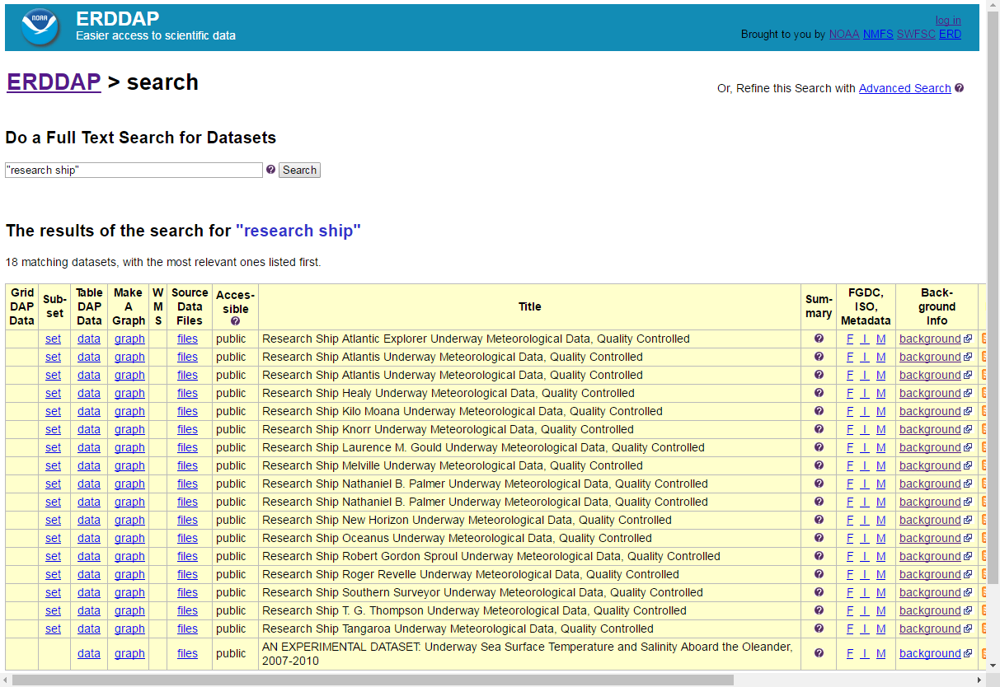 NOAA
ERDDAP
Easier access to scientific data
log in
Brought to you by NOAA NMFS SWFSC ERD
ERDDAP > search
Or, Refine this Search with Advanced Search ?
Do a Full Text Search for Datasets
"research ship" ? Search
The results of the search for "research ship"
18 matching datasets, with the most relevant ones listed first.
Grid DAP Data Sub-set Table DAP Data Make A Graph W M S Source Data Files Acces-sible ? Title Sum-mary FGDC, ISO, Metadata Back-ground Info
set data graph files public Research Ship Atlantic Explorer Underway Meteorological Data, Quality Controlled ? F I M background
set data graph files public Research Ship Atlantis Underway Meteorological Data, Quality Controlled ? F I M background
set data graph files public Research Ship Atlantis Underway Meteorological Data, Quality Controlled ? F I M background
set data graph files public Research Ship Healy Underway Meteorological Data, Quality Controlled ? F I M background
set data graph files public Research Ship Kilo Moana Underway Meteorological Data, Quality Controlled ? F I M background
set data graph files public Research Ship Knorr Underway Meteorological Data, Quality Controlled ? F I M background
set data graph files public Research Ship Laurence M. Gould Underway Meteorological Data, Quality Controlled ? F I M background
set data graph files public Research Ship Melville Underway Meteorological Data, Quality Controlled ? F I M background
set data graph files public Research Ship Nathaniel B. Palmer Underway Meteorological Data, Quality Controlled ? F I M background
set data graph files public Research Ship Nathaniel B. Palmer Underway Meteorological Data, Quality Controlled ? F I M background
set data graph files public Research Ship New Horizon Underway Meteorological Data, Quality Controlled ? F I M background
set data graph files public Research Ship Oceanus Underway Meteorological Data, Quality Controlled ? F I M background
set data graph files public Research Ship Robert Gordon Sproul Underway Meteorological Data, Quality Controlled ? F I M background
set data graph files public Research Ship Roger Revelle Underway Meteorological Data, Quality Controlled ? F I M background
set data graph files public Research Ship Southern Surveyor Underway Meteorological Data, Quality Controlled ? F I M background
set data graph files public Research Ship T. G. Thompson Underway Meteorological Data, Quality Controlled ? F I M background
set data graph files public Research Ship Tangaroa Underway Meteorological Data, Quality Controlled ? F I M background
data graph files public AN EXPERIMENTAL DATASET: Underway Sea Surface Temperature and Salinity Aboard the Oleander, ? F I M background
2007-2010